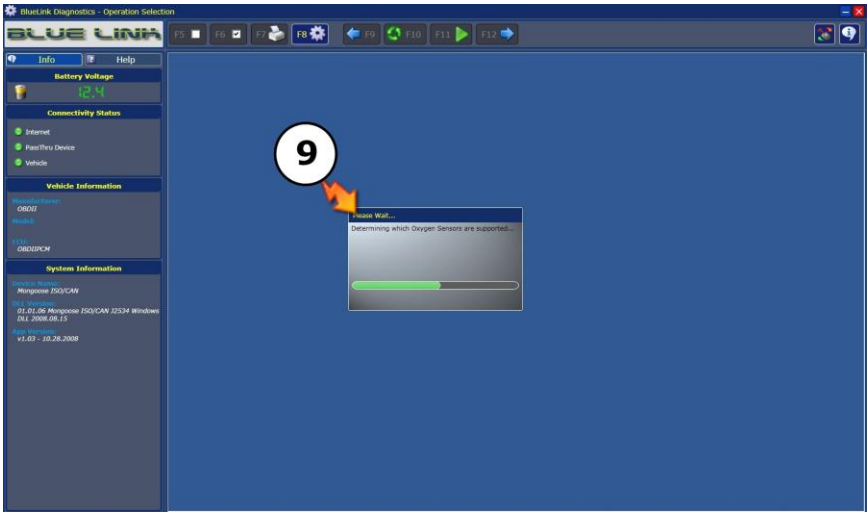 BlueLink Diagnostics - Operation Selection
BLUE LINK
F5 F6 F7 F8 F9 F10 F11 F12
Info Help
Battery Voltage
12.4
Connectivity Status
Internet
PassThru Device
Vehicle
Vehicle Information
Manufacturer:
OBDII
Model:
ECU:
OBDIIPCM
System Information
Device Name:
Mongoose ISO/CAN
DLL Version:
01.01.06 Mongoose ISO/CAN J2534 Windows
DLL 2008.08.15
App Version:
v1.03 - 10.28.2008
9
Please Wait...
Determining which Oxygen Sensors are supported...